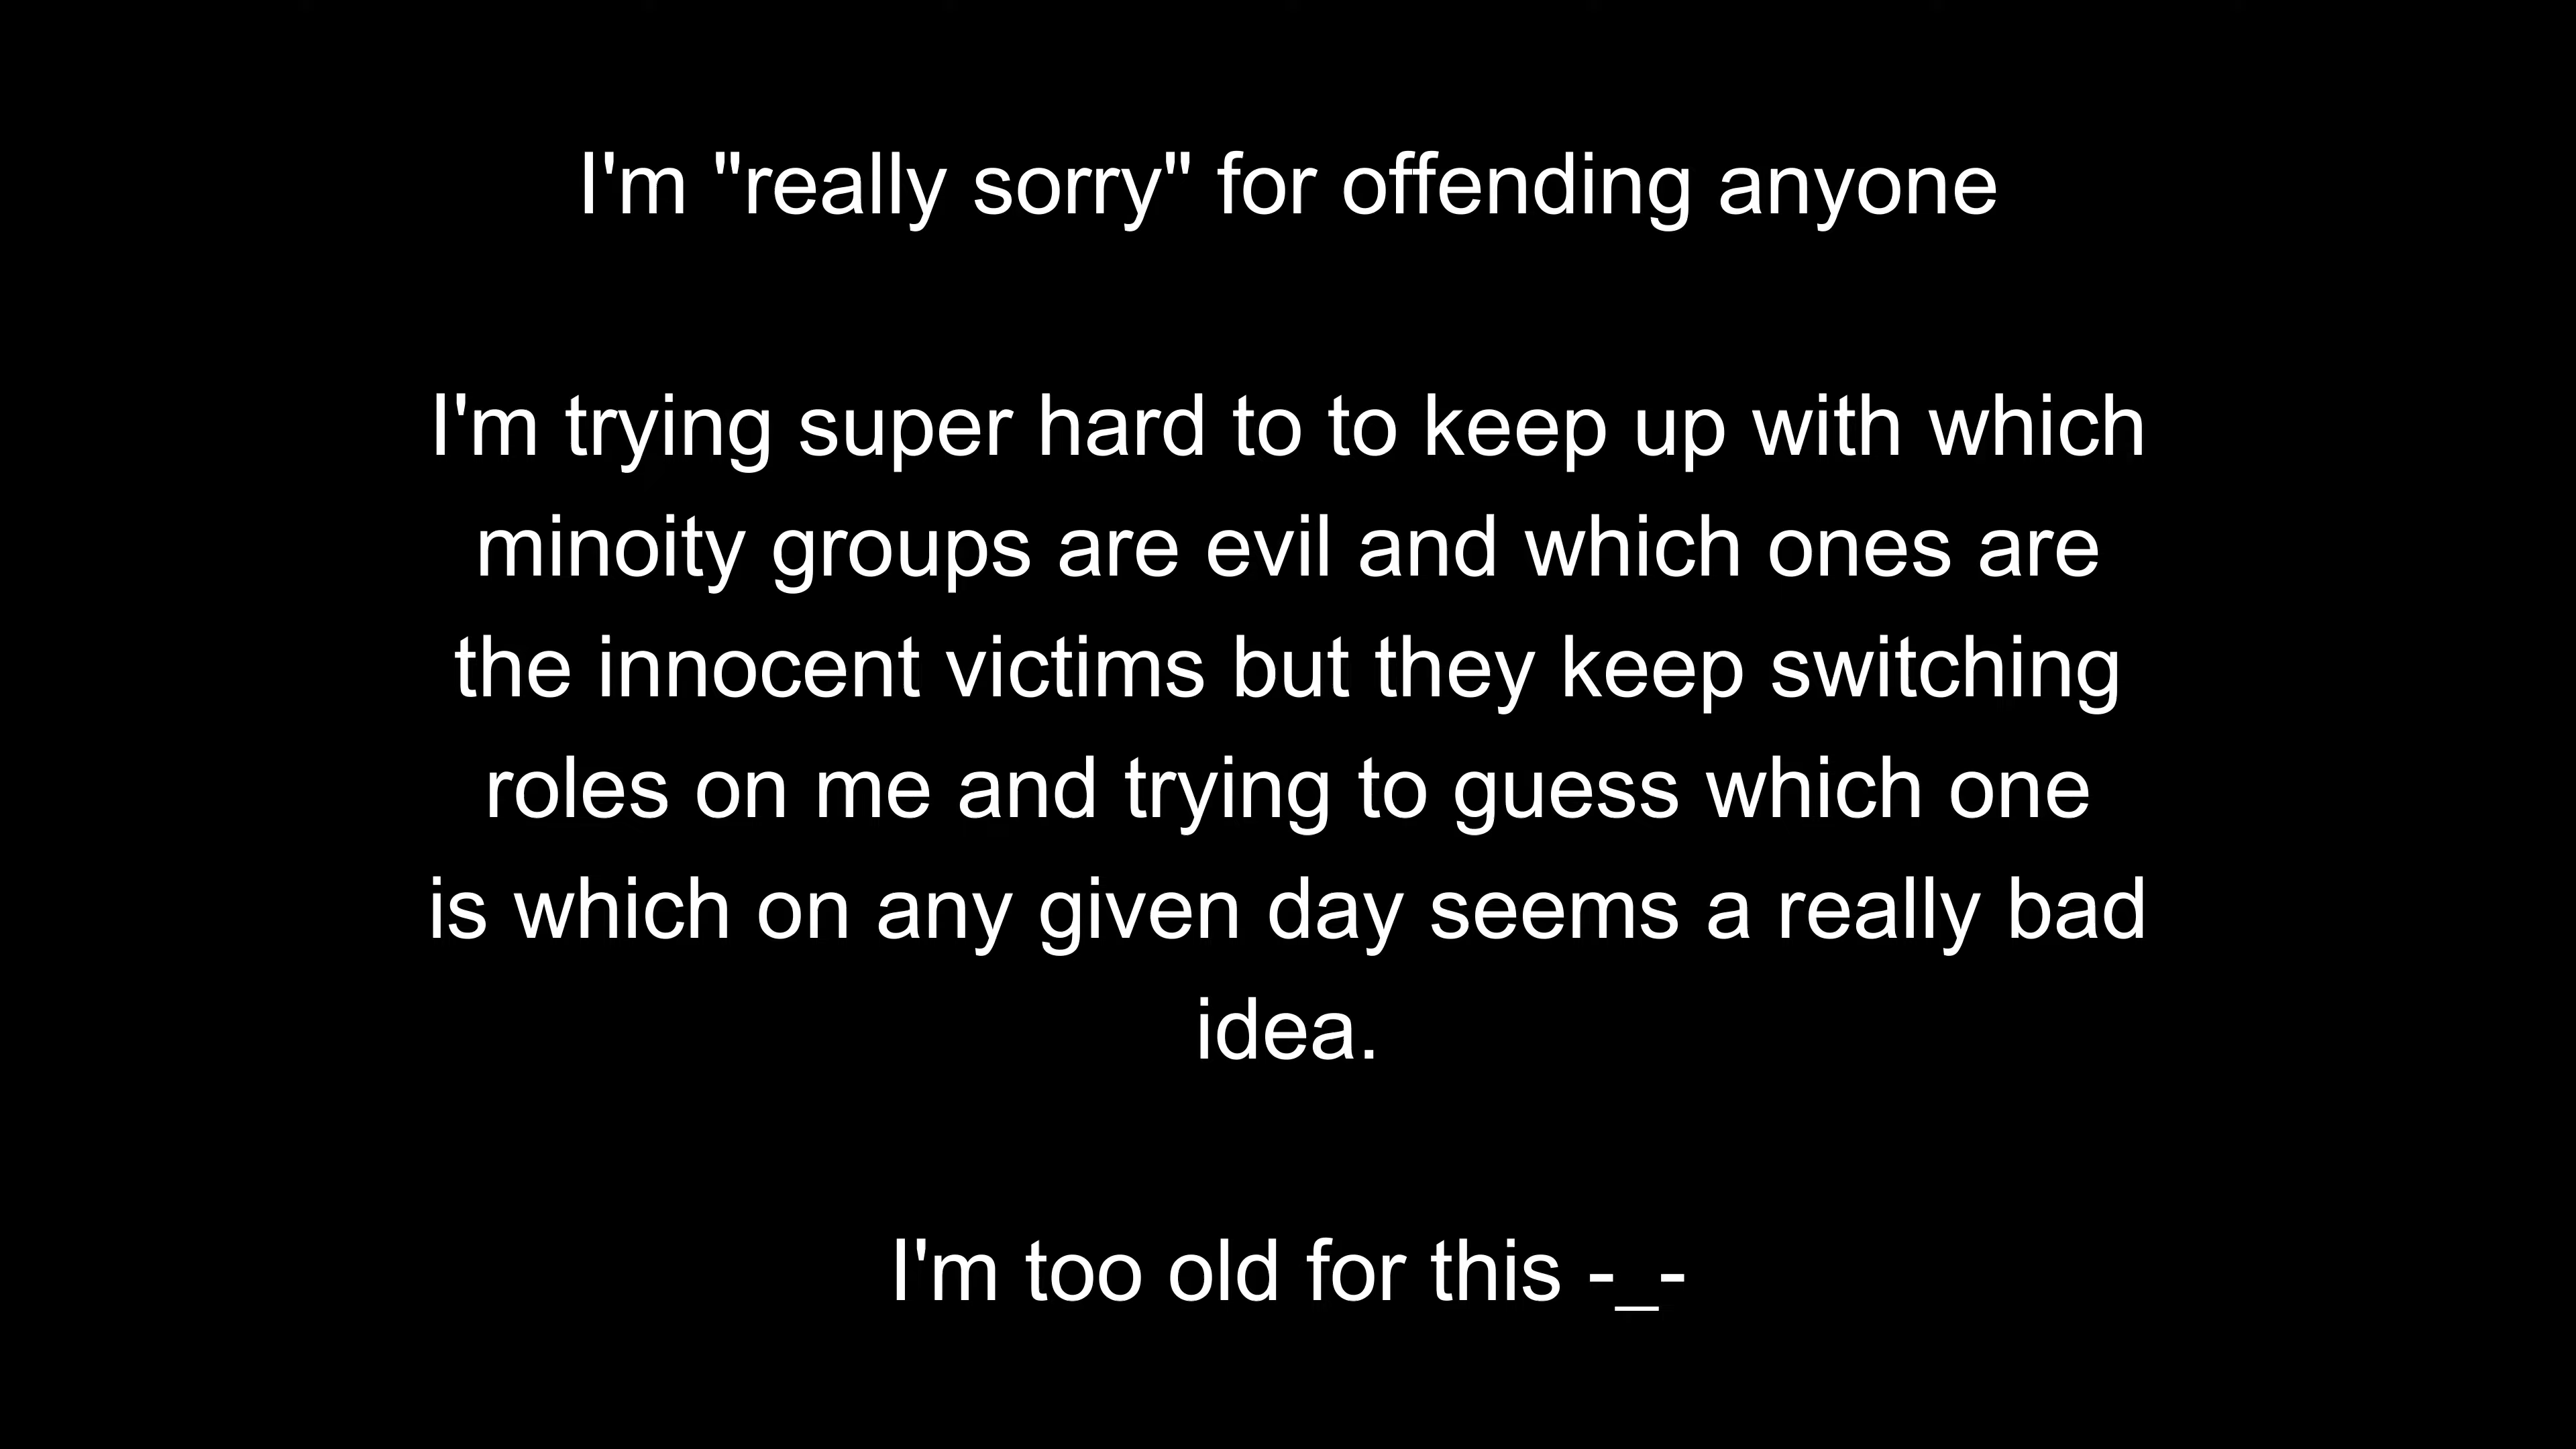 I'm "really sorry" for offending anyone
I'm trying super hard to to keep up with which
minoity groups are evil and which ones are
the innocent victims but they keep switching
roles on me and trying to guess which one
is which on any given day seems a really bad
idea.
I'm too old for this -_-